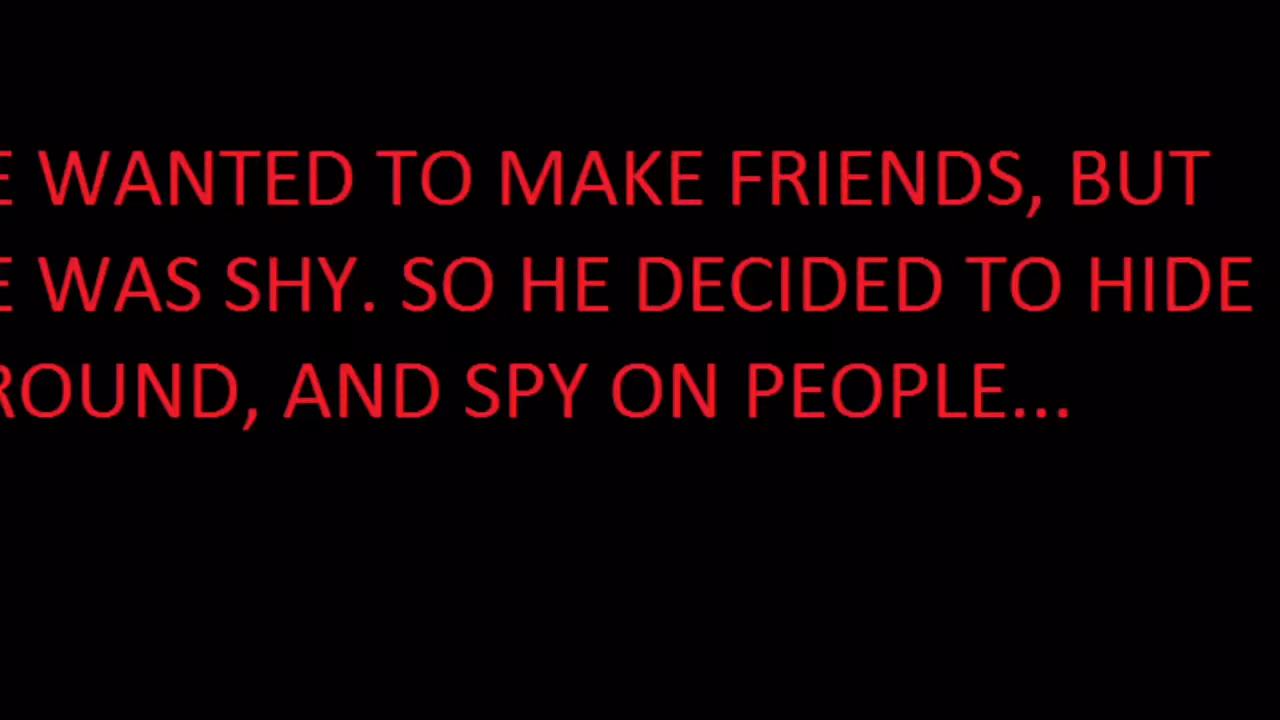 E WANTED TO MAKE FRIENDS, BUT
E WAS SHY. SO HE DECIDED TO HIDE
ROUND, AND SPY ON PEOPLE...